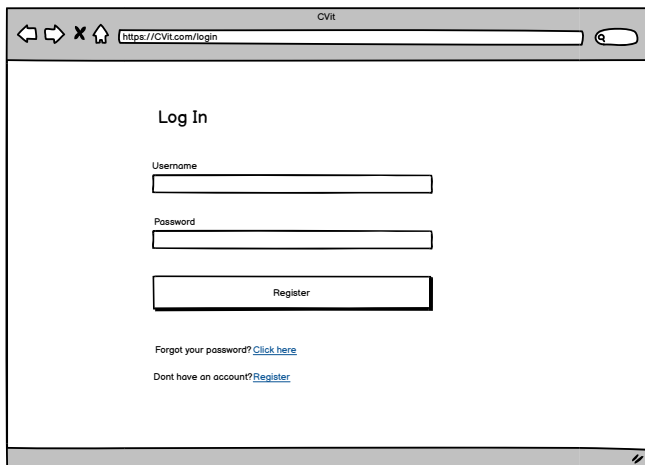 CVit
https://CVit.com/login
Log In
Username
Password
Register
Forgot your password? Click here
Dont have an account? Register